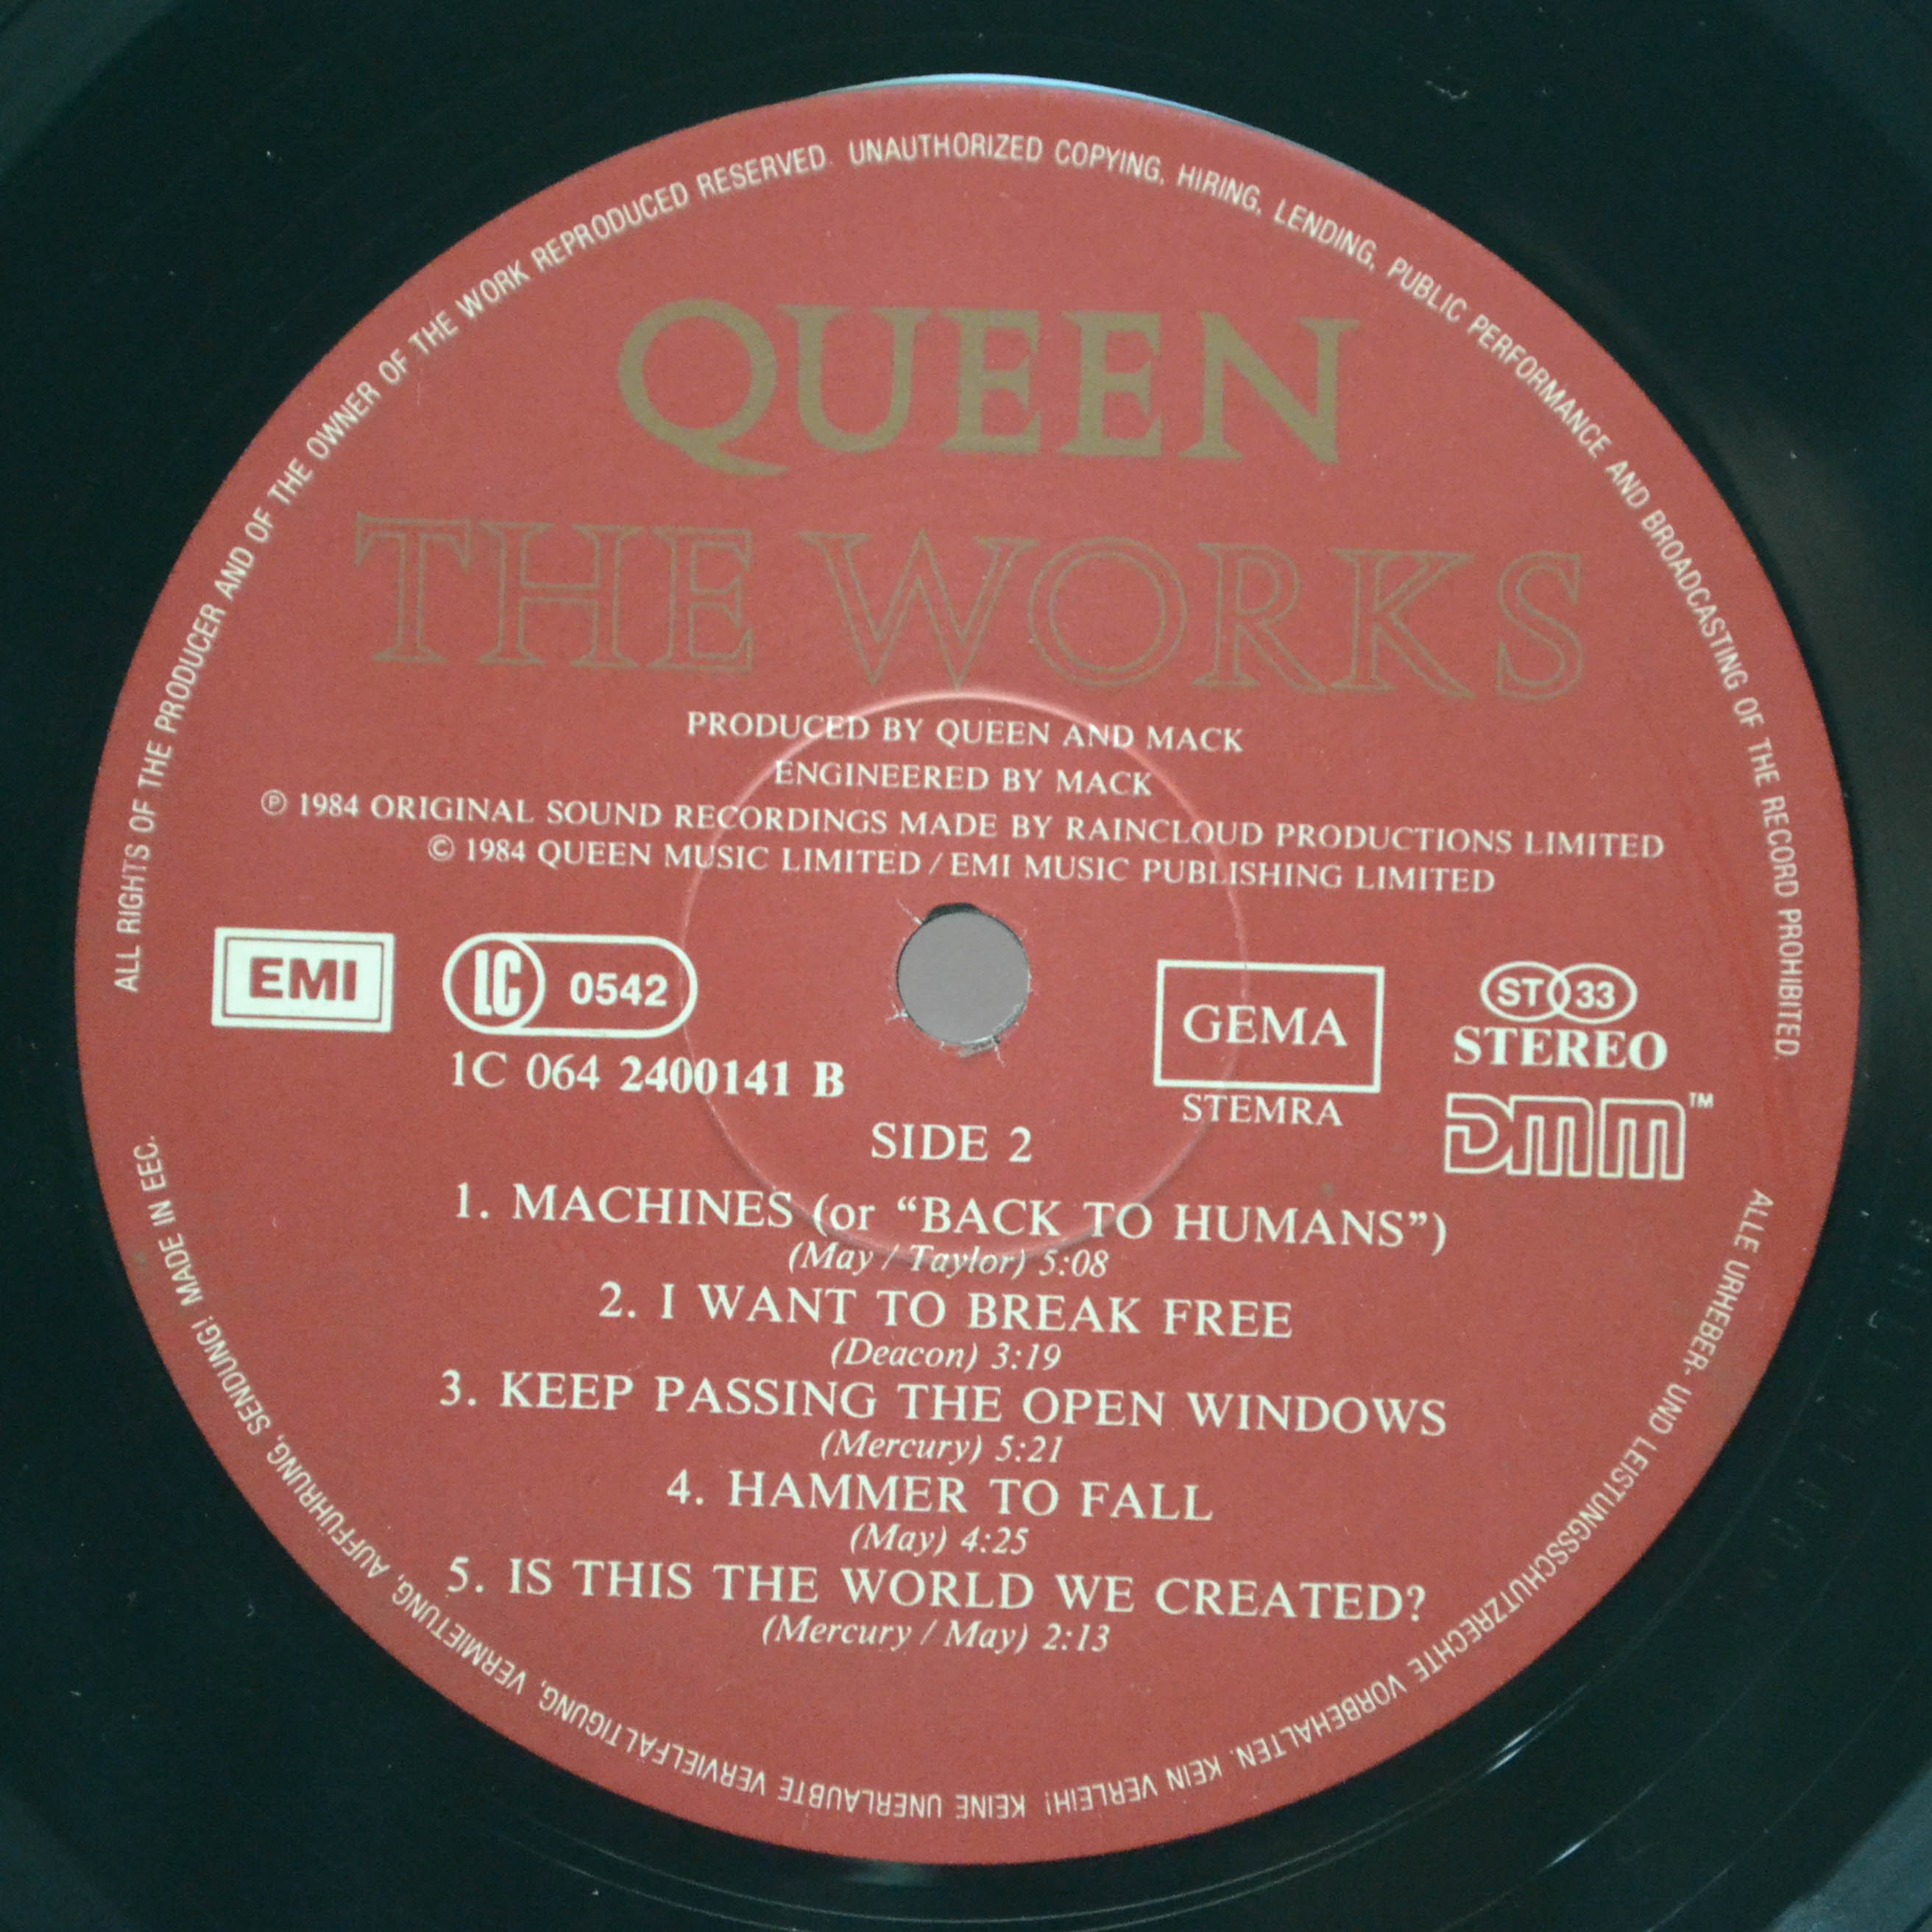 ALL RIGHTS OF THE PRODUCER AND OF THE OWNER OF THE WORK REPRODUCED RESERVED. UNAUTHORIZED COPYING, HIRING, LENDING, PUBLIC PERFORMANCE AND BROADCASTING OF THE RECORD PROHIBITED.
QUEEN
THE WORKS
PRODUCED BY QUEEN AND MACK
ENGINEERED BY MACK
℗ 1984 ORIGINAL SOUND RECORDINGS MADE BY RAINCLOUD PRODUCTIONS LIMITED
© 1984 QUEEN MUSIC LIMITED / EMI MUSIC PUBLISHING LIMITED
EMI
LC 0542
1C 064 2400141 B
GEMA
STEMRA
ST 33
STEREO
DMM™
SIDE 2
1. MACHINES (or “BACK TO HUMANS”)
(May / Taylor) 5:08
2. I WANT TO BREAK FREE
(Deacon) 3:19
3. KEEP PASSING THE OPEN WINDOWS
(Mercury) 5:21
4. HAMMER TO FALL
(May) 4:25
5. IS THIS THE WORLD WE CREATED?
(Mercury / May) 2:13
ALLE URHEBER- UND LEISTUNGSSCHUTZRECHTE VORBEHALTEN. KEIN VERLEIH! KEINE UNERLAUBTE VERVIELFÄLTIGUNG, VERMIETUNG, AUFFÜHRUNG, SENDUNG! MADE IN EEC.